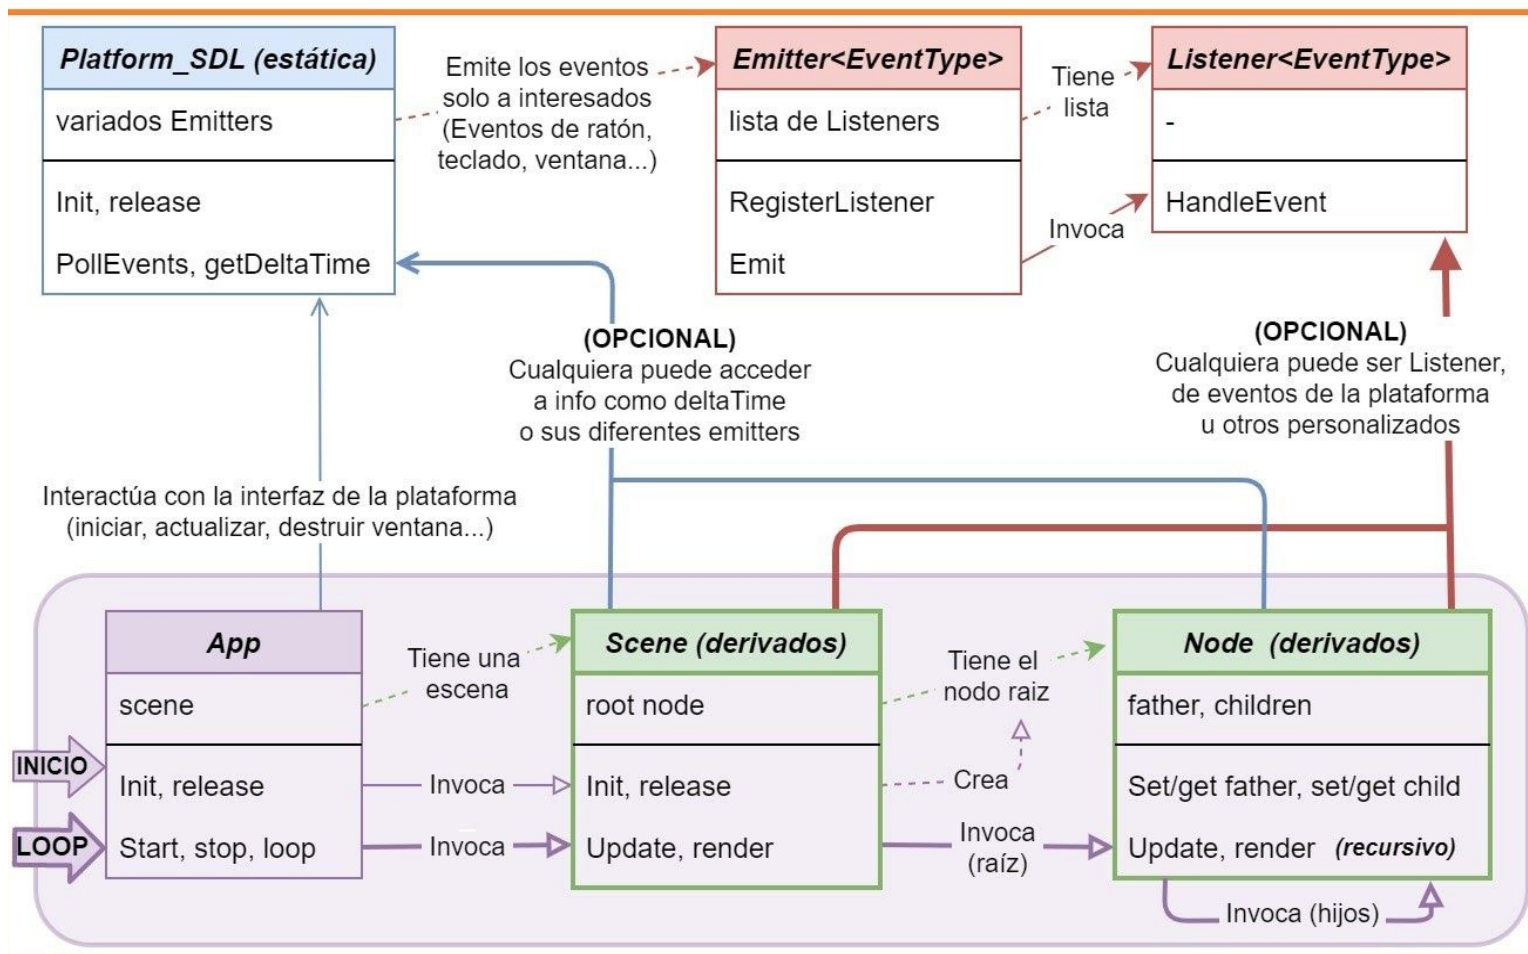 Platform_SDL (estática)
variados Emitters
Init, release
PollEvents, getDeltaTime
Emite los eventos
solo a interesados
(Eventos de ratón,
teclado, ventana...)
Emitter<EventType>
lista de Listeners
RegisterListener
Emit
Tiene
lista
Invoca
Listener<EventType>
-
HandleEvent
(OPCIONAL)
Cualquiera puede acceder
a info como deltaTime
o sus diferentes emitters
(OPCIONAL)
Cualquiera puede ser Listener,
de eventos de la plataforma
u otros personalizados
Interactúa con la interfaz de la plataforma
(iniciar, actualizar, destruir ventana...)
INICIO
LOOP
App
scene
Init, release
Start, stop, loop
Tiene una
escena
Invoca
Invoca
Scene (derivados)
root node
Init, release
Update, render
Tiene el
nodo raiz
Crea
Invoca
(raíz)
Node (derivados)
father, children
Set/get father, set/get child
Update, render (recursivo)
Invoca (hijos)